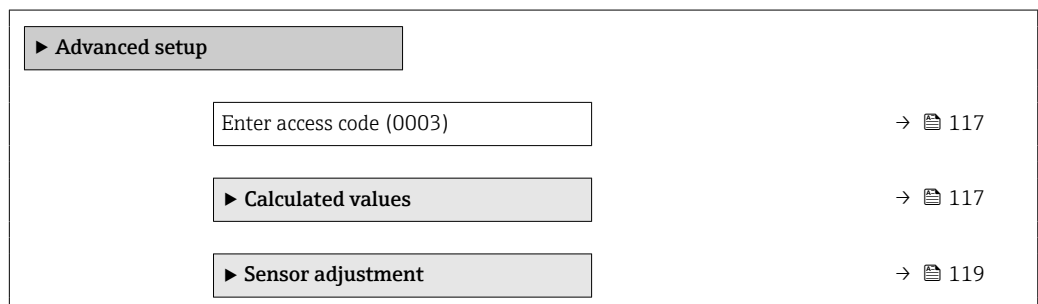 ▶ Advanced setup
Enter access code (0003) → 117
▶ Calculated values → 117
▶ Sensor adjustment → 119